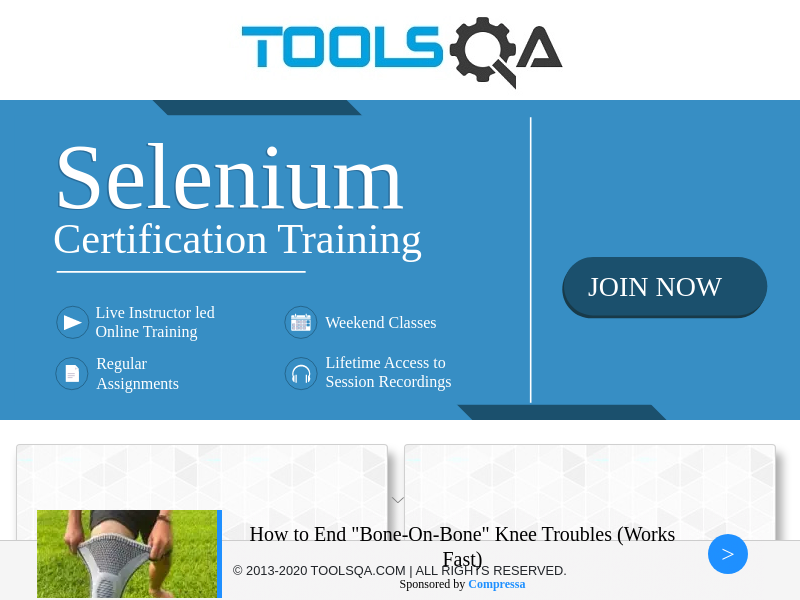 TOOLSQA
Selenium
Certification Training
Live Instructor led
Online Training
Weekend Classes
Regular
Assignments
Lifetime Access to
Session Recordings
JOIN NOW
How to End "Bone-On-Bone" Knee Troubles (Works
Fast)
>
© 2013-2020 TOOLSQA.COM | ALL RIGHTS RESERVED.
Sponsored by Compressa